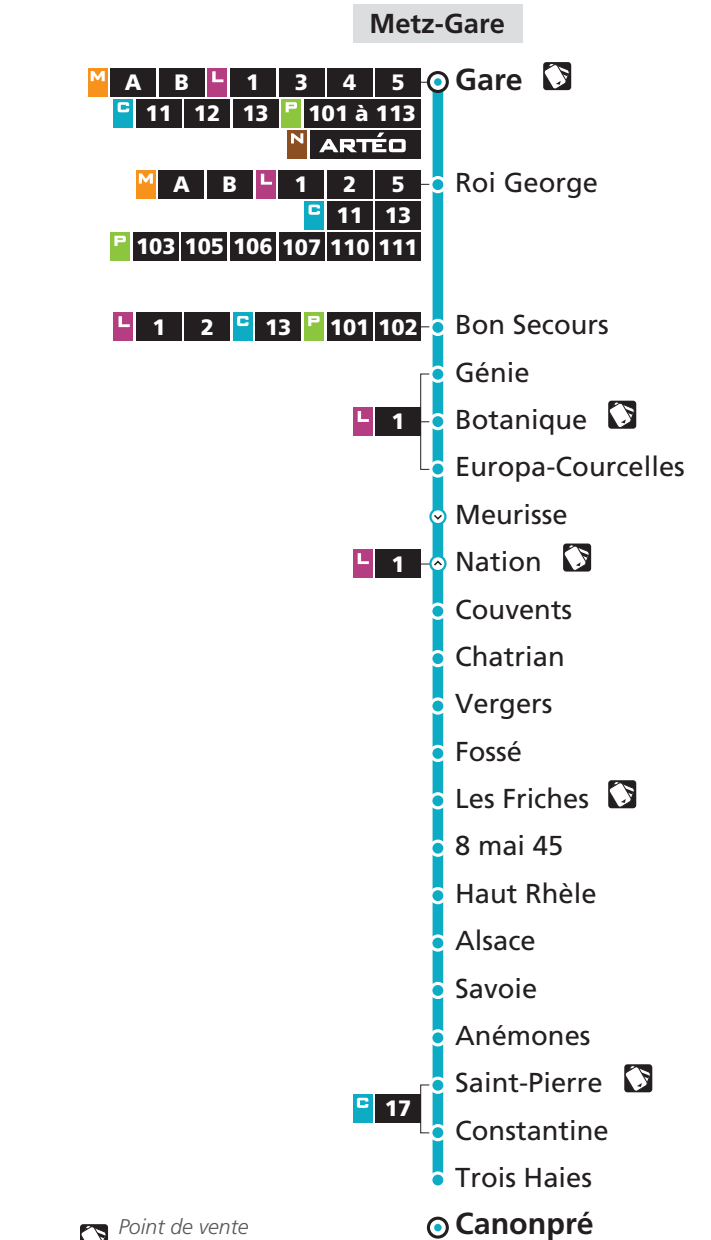 Metz-Gare
M A B L 1 3 4 5 Gare
C 11 12 13 P 101 à 113
N ARTÉO
M A B L 1 2 5 Roi George
C 11 13
P 103 105 106 107 110 111
L 1 2 C 13 P 101 102 Bon Secours
Génie
L 1 Botanique
Europa-Courcelles
Meurisse
L 1 Nation
Couvents
Chatrian
Vergers
Fossé
Les Friches
8 mai 45
Haut Rhèle
Alsace
Savoie
Anémones
Saint-Pierre
C 17
Constantine
Trois Haies
Point de vente
Canonpré